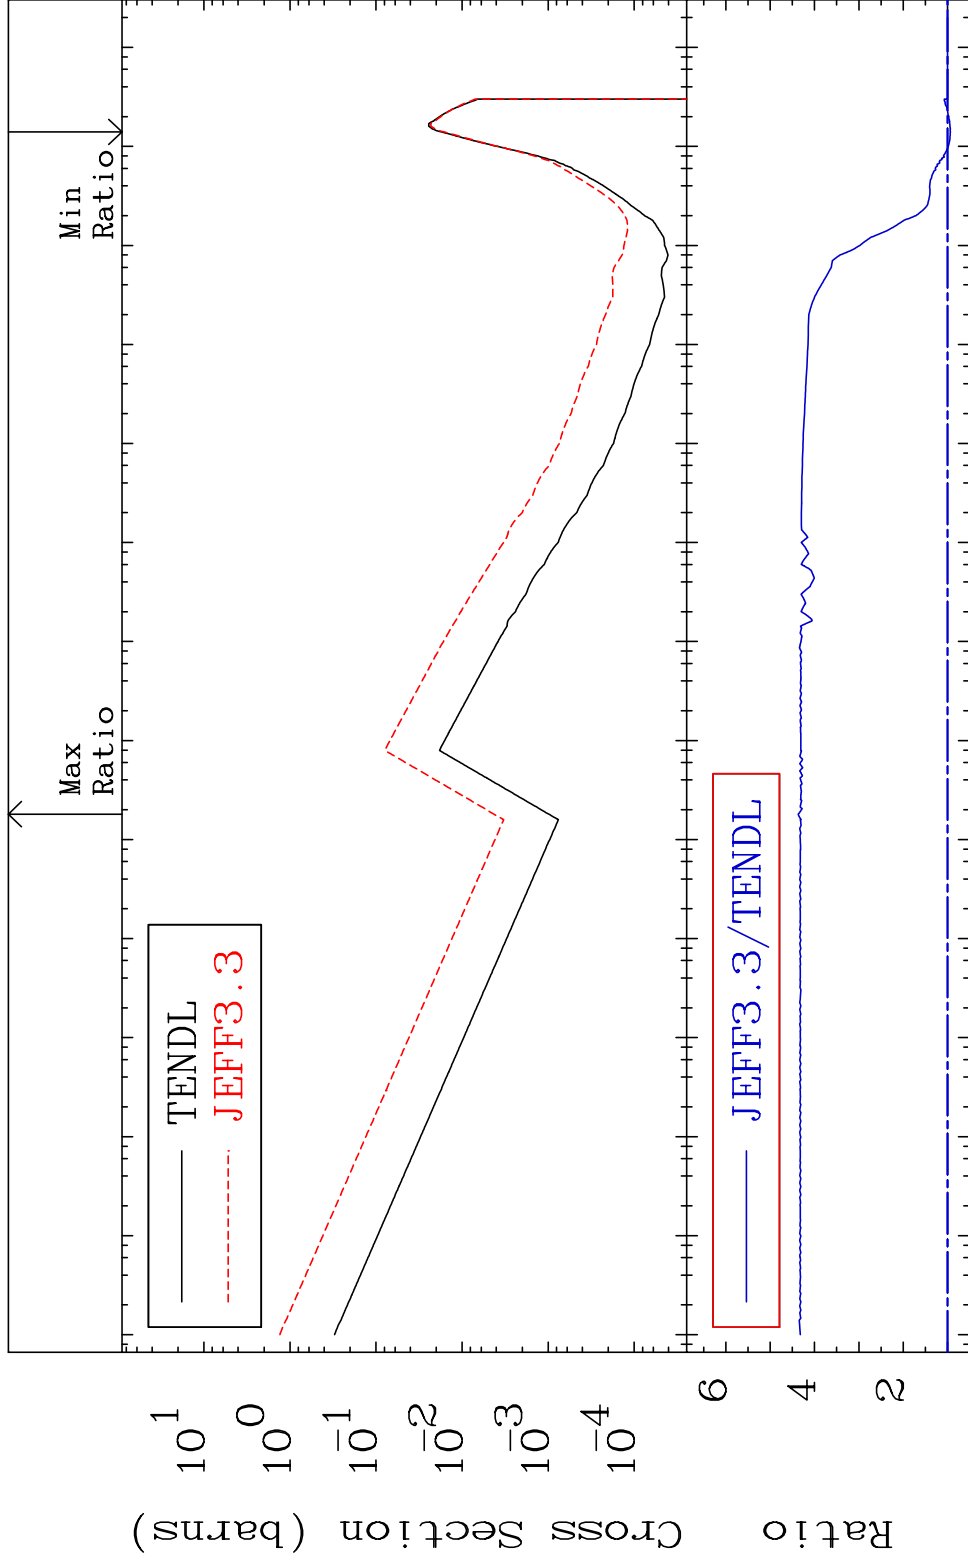 Max
Ratio
Min
Ratio
Cross Section (barns)
10 1
10 0
10 -1
10 -2
10 -3
10 -4
TENDL
JEFF3.3
Ratio
6
4
2
JEFF3.3/TENDL